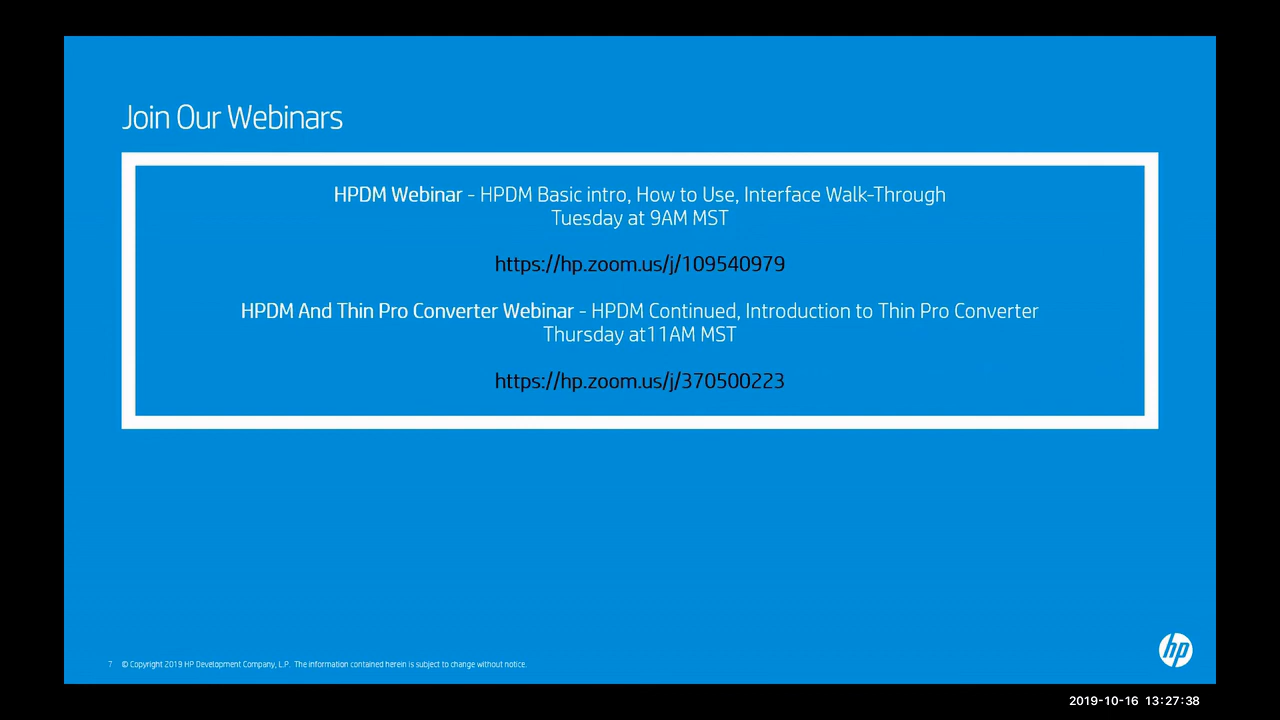 Join Our Webinars
HPDM Webinar - HPDM Basic intro, How to Use, Interface Walk-Through
Tuesday at 9AM MST
https://hp.zoom.us/j/109540979
HPDM And Thin Pro Converter Webinar - HPDM Continued, Introduction to Thin Pro Converter
Thursday at11AM MST
https://hp.zoom.us/j/370500223
7 © Copyright 2019 HP Development Company, L.P. The information contained herein is subject to change without notice.
hp
2019-10-16 13:27:38